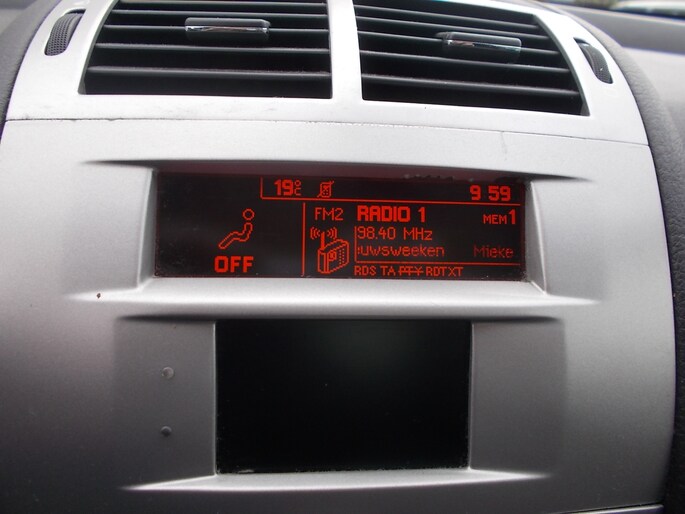 19°C 9:59
FM2 RADIO 1 MEM1
98.40 MHz
:uwsweeken Mieke
OFF
RDS TA PTY RDTXT